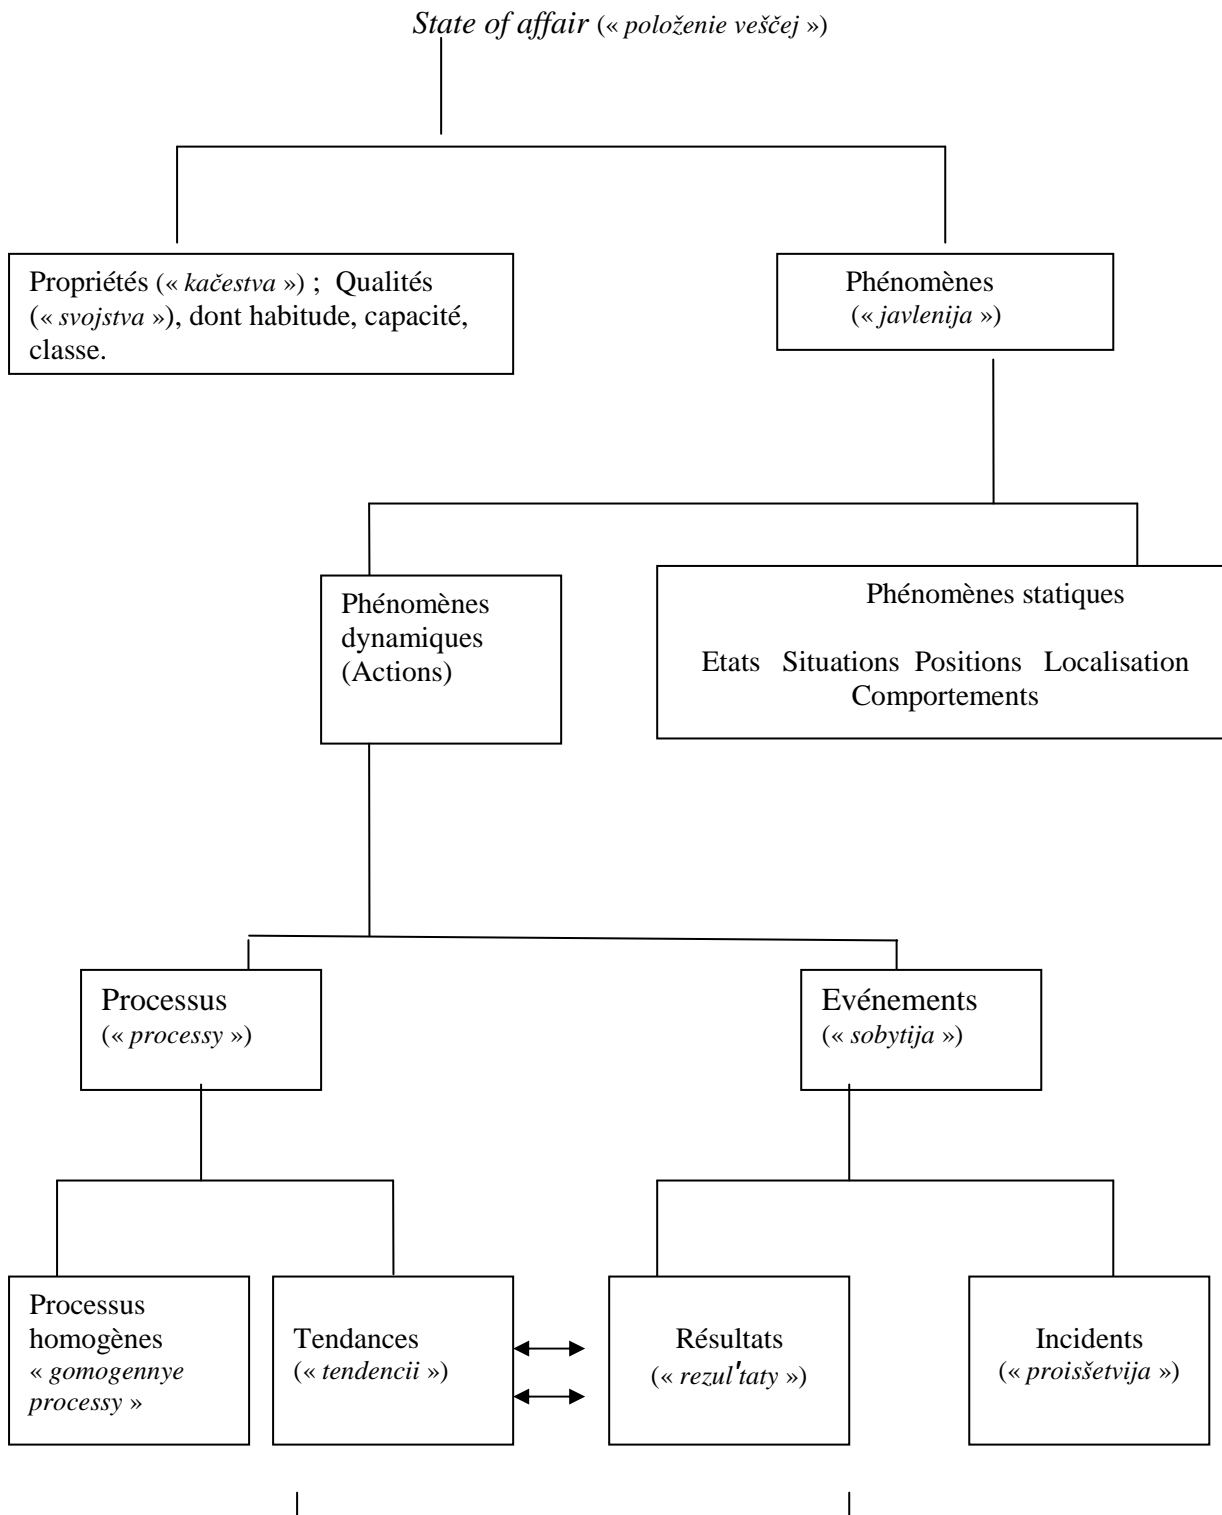 State of affair (« položenie veščej »)
Propriétés (« kačestva ») ; Qualités
(« svojstva »), dont habitude, capacité,
classe.
Phénomènes
(« javlenija »)
Phénomènes
dynamiques
(Actions)
Phénomènes statiques
Etats Situations Positions Localisation
Comportements
Processus
(« processy »)
Evénements
(« sobytija »)
Processus
homogènes
« gomogennye
processy »
Tendances
(« tendencii »)
Résultats
(« rezul'taty »)
Incidents
(« proisšetvija »)